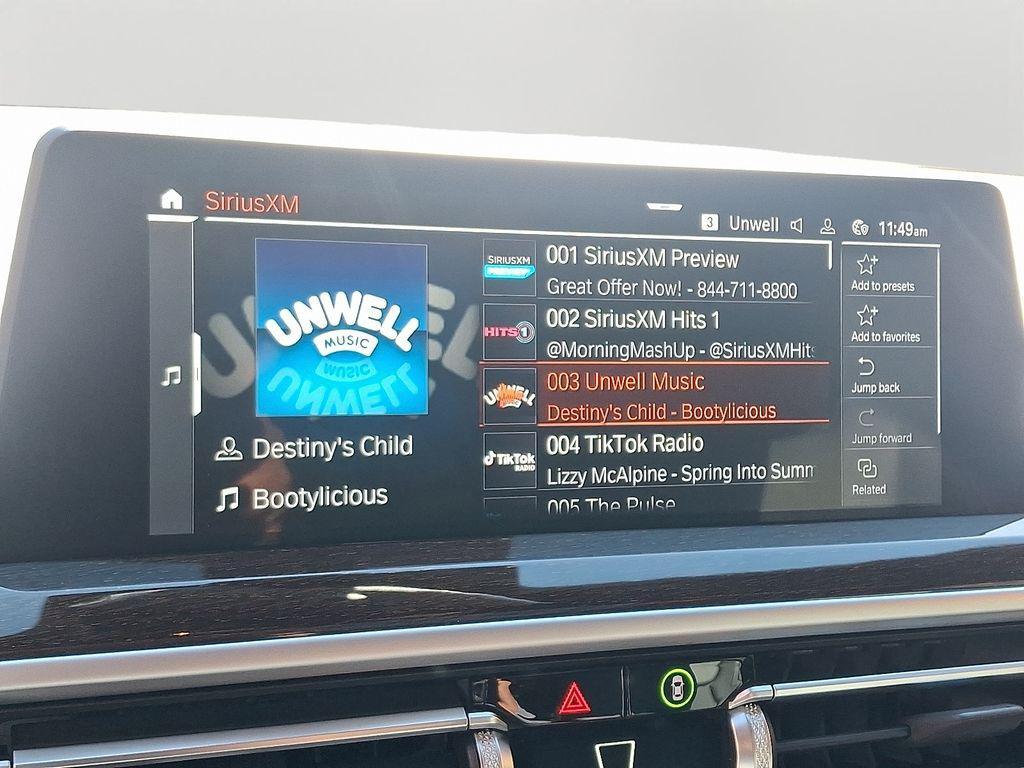 SiriusXM
3 Unwell 11:49am
UNWELL
MUSIC
Destiny's Child
Bootylicious
SIRIUSXM
PREVIEW
001 SiriusXM Preview
Great Offer Now! - 844-711-8800
HITS 1
002 SiriusXM Hits 1
@MorningMashUp - @SiriusXMHits
UNWELL
003 Unwell Music
Destiny's Child - Bootylicious
TikTok
RADIO
004 TikTok Radio
Lizzy McAlpine - Spring Into Summ
005 The Pulse
Add to presets
Add to favorites
Jump back
Jump forward
Related